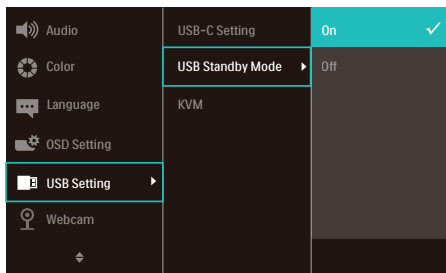 Audio
Color
Language
OSD Setting
USB Setting
Webcam
USB-C Setting
USB Standby Mode
KVM
On
Off